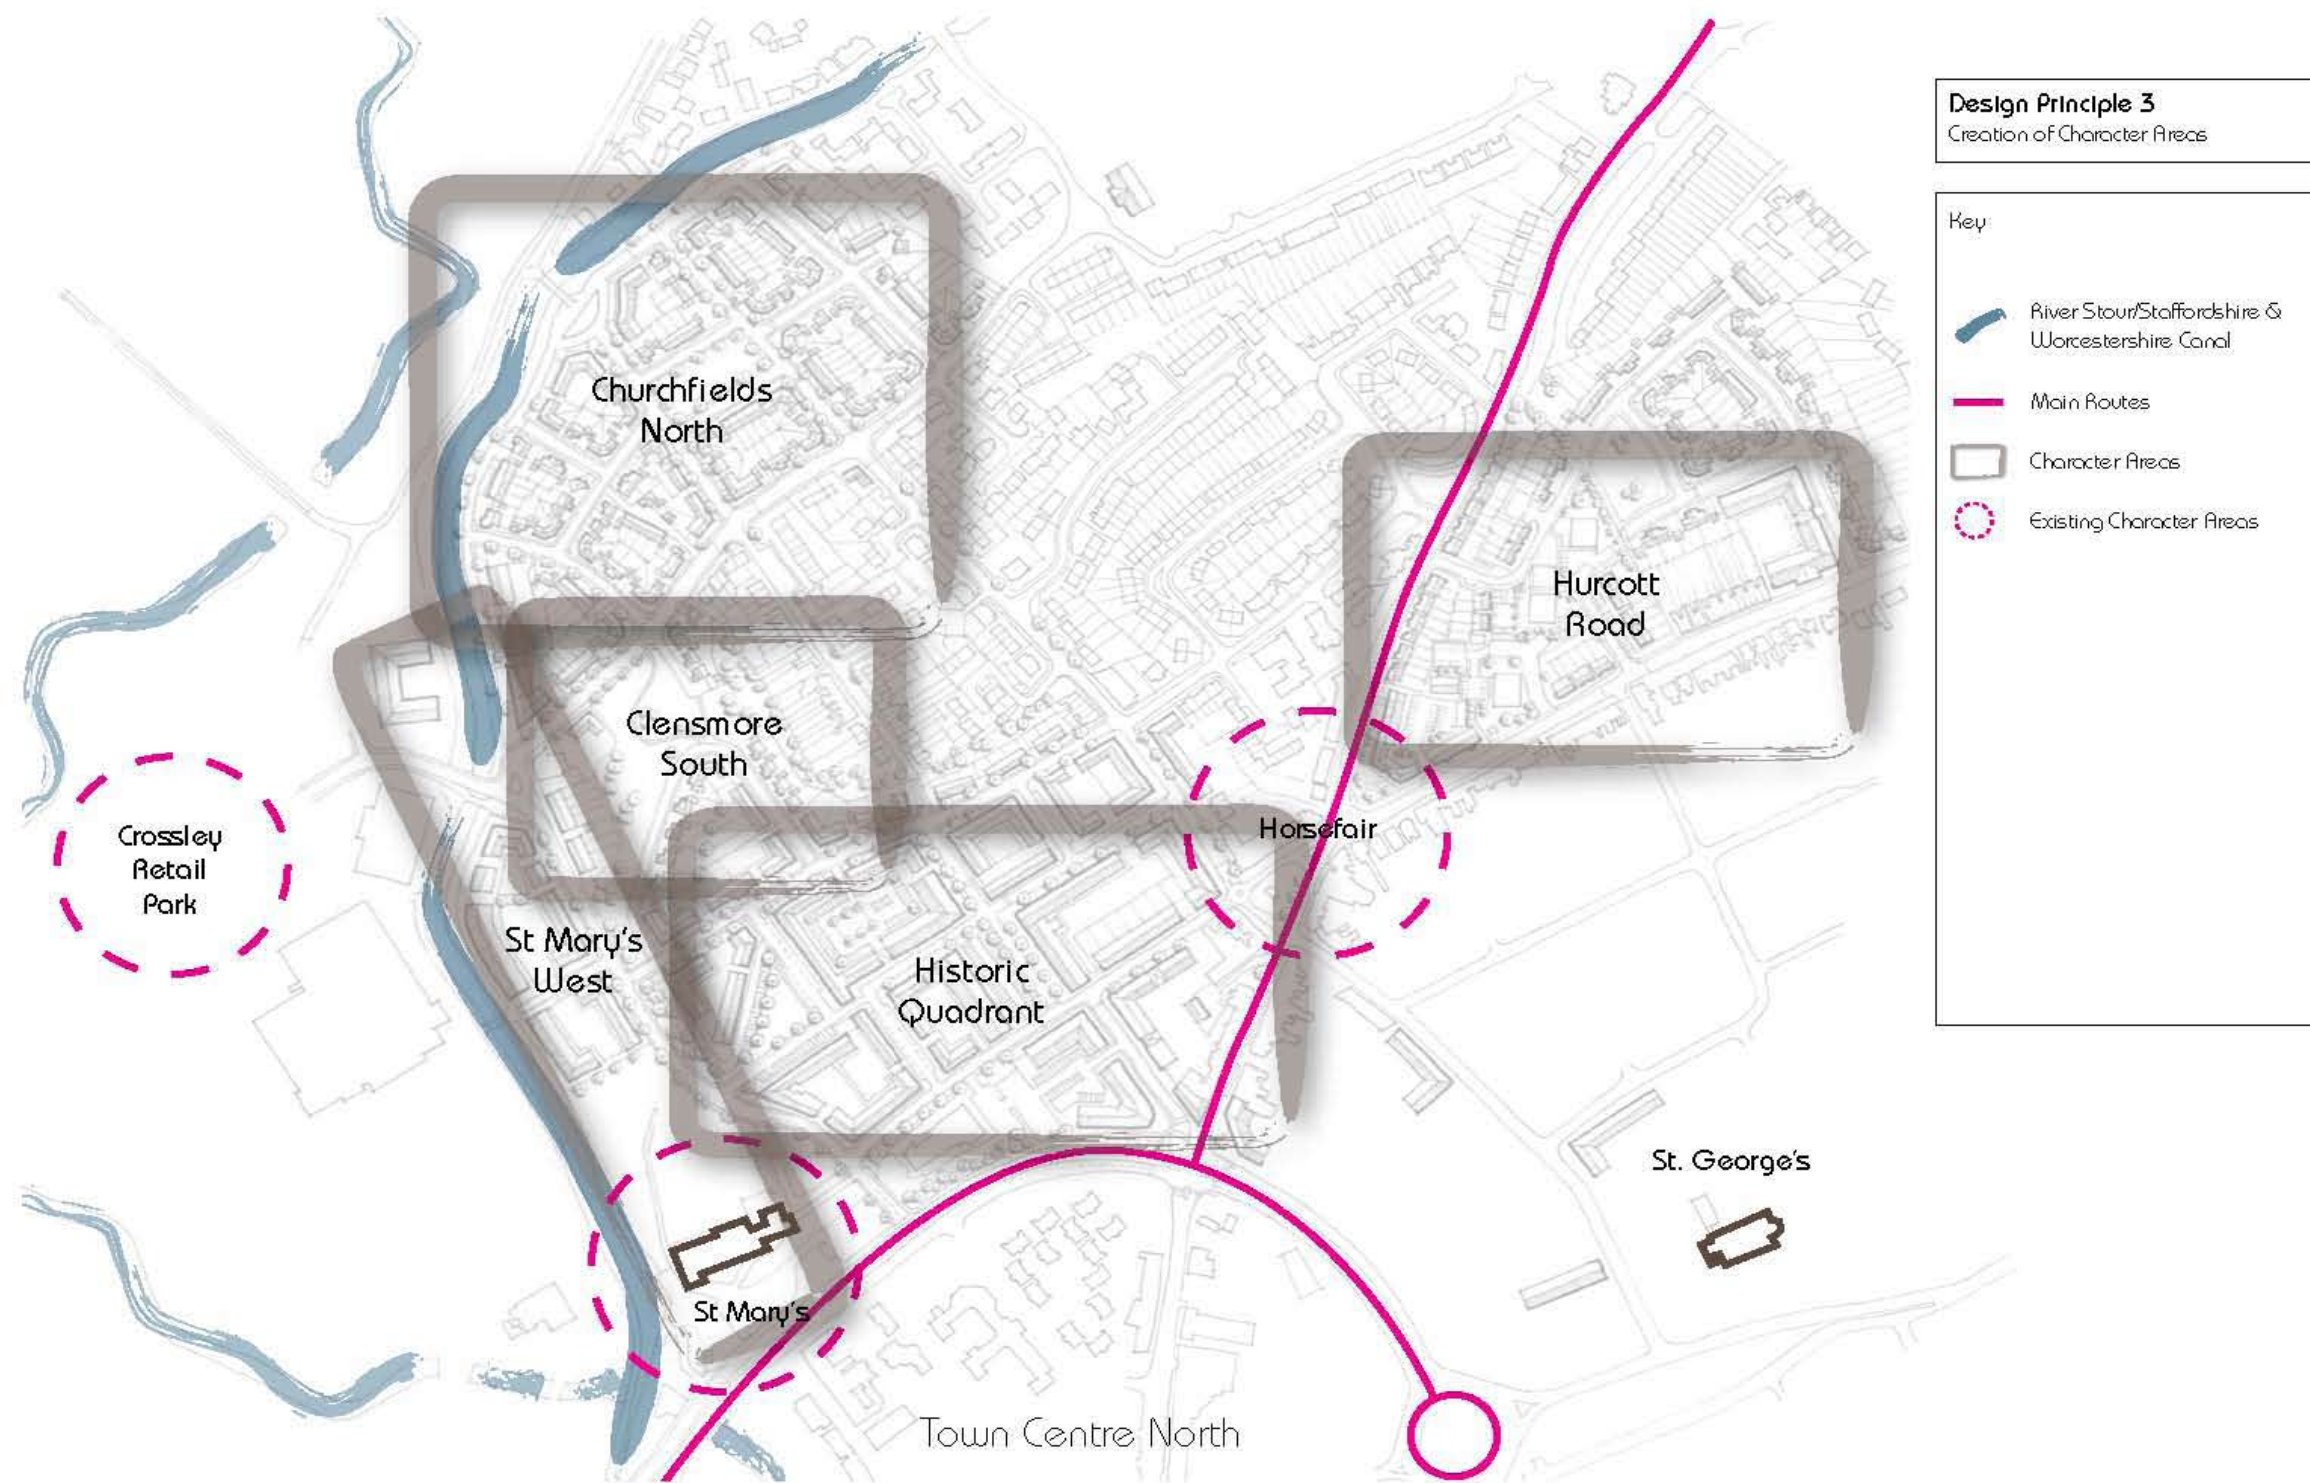 Design Principle 3
Creation of Character Areas
Key
River Stour/Staffordshire &
Worcestershire Canal
Main Routes
Character Areas
Existing Character Areas
Churchfields
North
Hurcott
Road
Clensmore
South
Crossley
Retail
Park
Horsefair
St Mary's
West
Historic
Quadrant
St. George's
St Mary's
Town Centre North